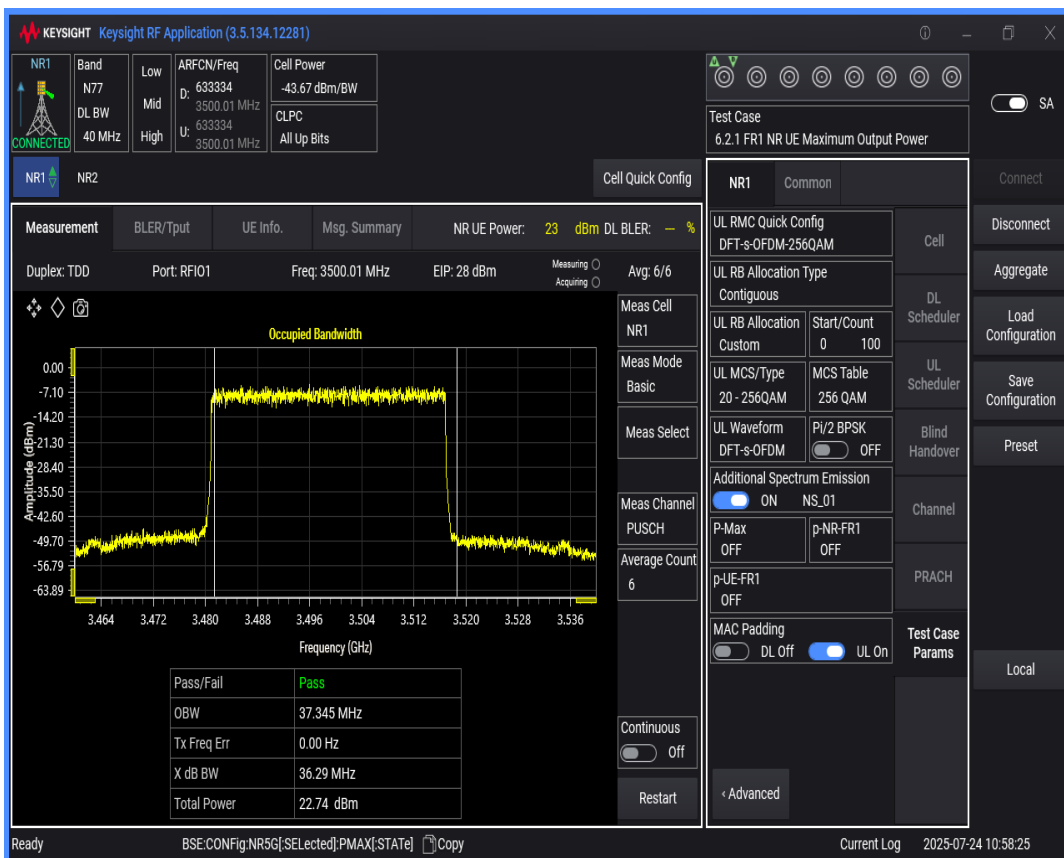 KEYSIGHT Keysight RF Application (3.5.134.12281)
NR1
CONNECTED
Band
N77
DL BW
40 MHz
Low
Mid
High
ARFCN/Freq
D: 633334
3500.01 MHz
U: 633334
3500.01 MHz
Cell Power
-43.67 dBm/BW
CLPC
All Up Bits
Test Case
6.2.1 FR1 NR UE Maximum Output Power
SA
NR1
NR2
Cell Quick Config
Measurement
BLER/Tput
UE Info.
Msg. Summary
NR UE Power: 23 dBm DL BLER: — %
Duplex: TDD
Port: RFIO1
Freq: 3500.01 MHz
EIP: 28 dBm
Measuring
Acquiring
Avg: 6/6
Occupied Bandwidth
Amplitude (dBm)
0.00
-7.10
-14.20
-21.30
-28.40
-35.50
-42.60
-49.70
-56.79
-63.89
3.464 3.472 3.480 3.488 3.496 3.504 3.512 3.520 3.528 3.536
Frequency (GHz)
Pass/Fail Pass
OBW 37.345 MHz
Tx Freq Err 0.00 Hz
X dB BW 36.29 MHz
Total Power 22.74 dBm
Meas Cell
NR1
Meas Mode
Basic
Meas Select
Meas Channel
PUSCH
Average Count
6
Continuous
Off
Restart
NR1
Common
UL RMC Quick Config
DFT-s-OFDM-256QAM
UL RB Allocation Type
Contiguous
UL RB Allocation
Custom
Start/Count
0 100
UL MCS/Type
20 - 256QAM
MCS Table
256 QAM
UL Waveform
DFT-s-OFDM
Pi/2 BPSK
OFF
Additional Spectrum Emission
ON NS_01
P-Max
OFF
p-NR-FR1
OFF
p-UE-FR1
OFF
MAC Padding
DL Off
UL On
‹ Advanced
Cell
DL
Scheduler
UL
Scheduler
Blind
Handover
Channel
PRACH
Test Case
Params
Connect
Disconnect
Aggregate
Load
Configuration
Save
Configuration
Preset
Local
Ready
BSE:CONFig:NR5G[:SELected]:PMAX[:STATe]
Copy
Current Log
2025-07-24 10:58:25